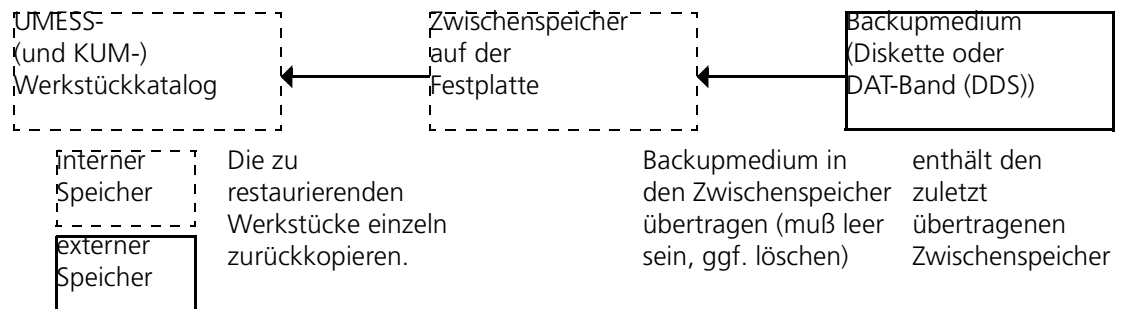 UMESS-
(und KUM-)
Werkstückkatalog
Zwischenspeicher
auf der
Festplatte
Backupmedium
(Diskette oder
DAT-Band (DDS))
interner
Speicher
externer
Speicher
Die zu
restaurierenden
Werkstücke einzeln
zurückkopieren.
Backupmedium in
den Zwischenspeicher
übertragen (muß leer
sein, ggf. löschen)
enthält den
zuletzt
übertragenen
Zwischenspeicher